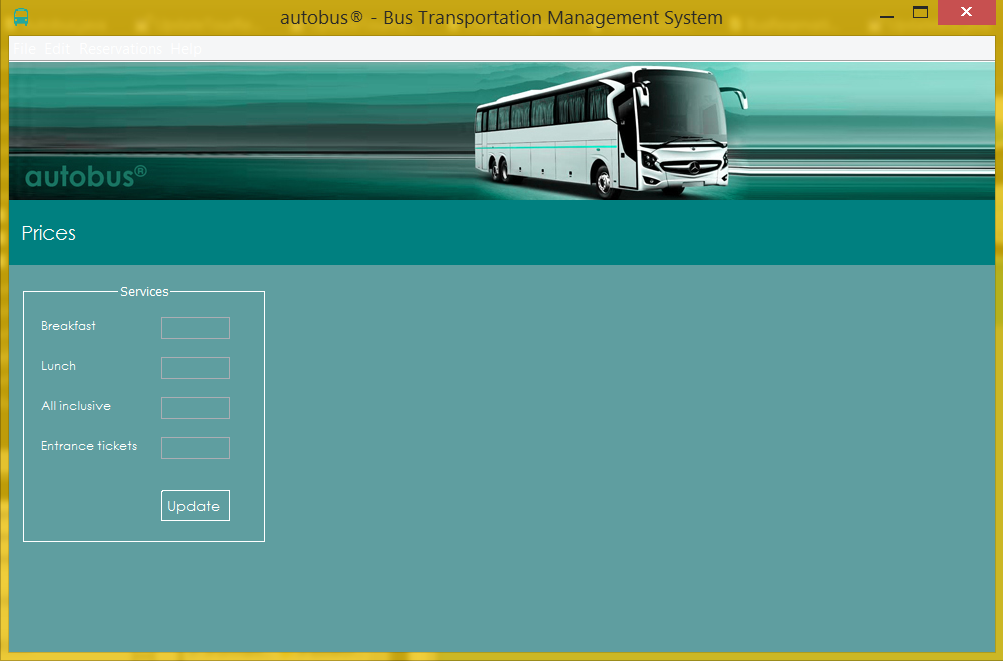 autobus® - Bus Transportation Management System
File Edit Reservations Help
autobus®
Prices
Services
Breakfast
Lunch
All inclusive
Entrance tickets
Update